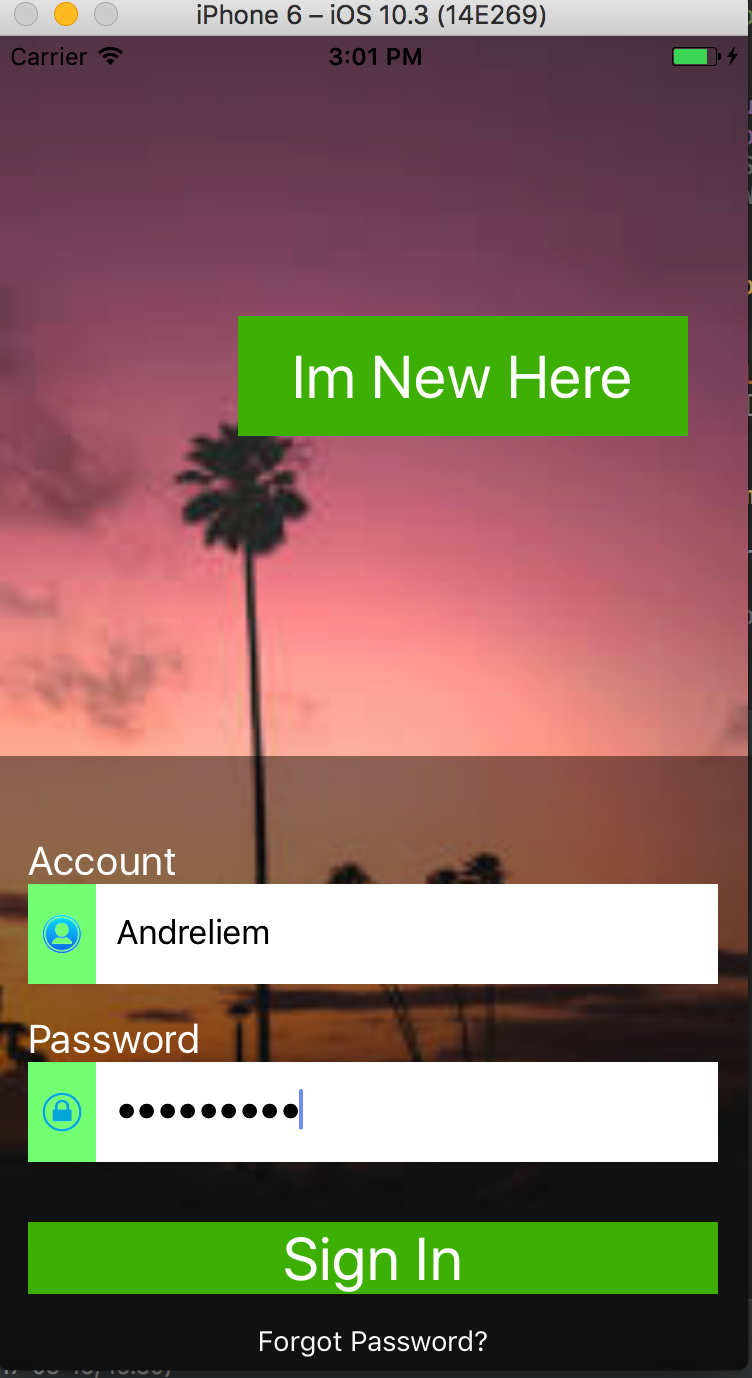 iPhone 6 – iOS 10.3 (14E269)
Carrier 3:01 PM
Im New Here
Account
Andreliem
Password
•••••••••
Sign In
Forgot Password?